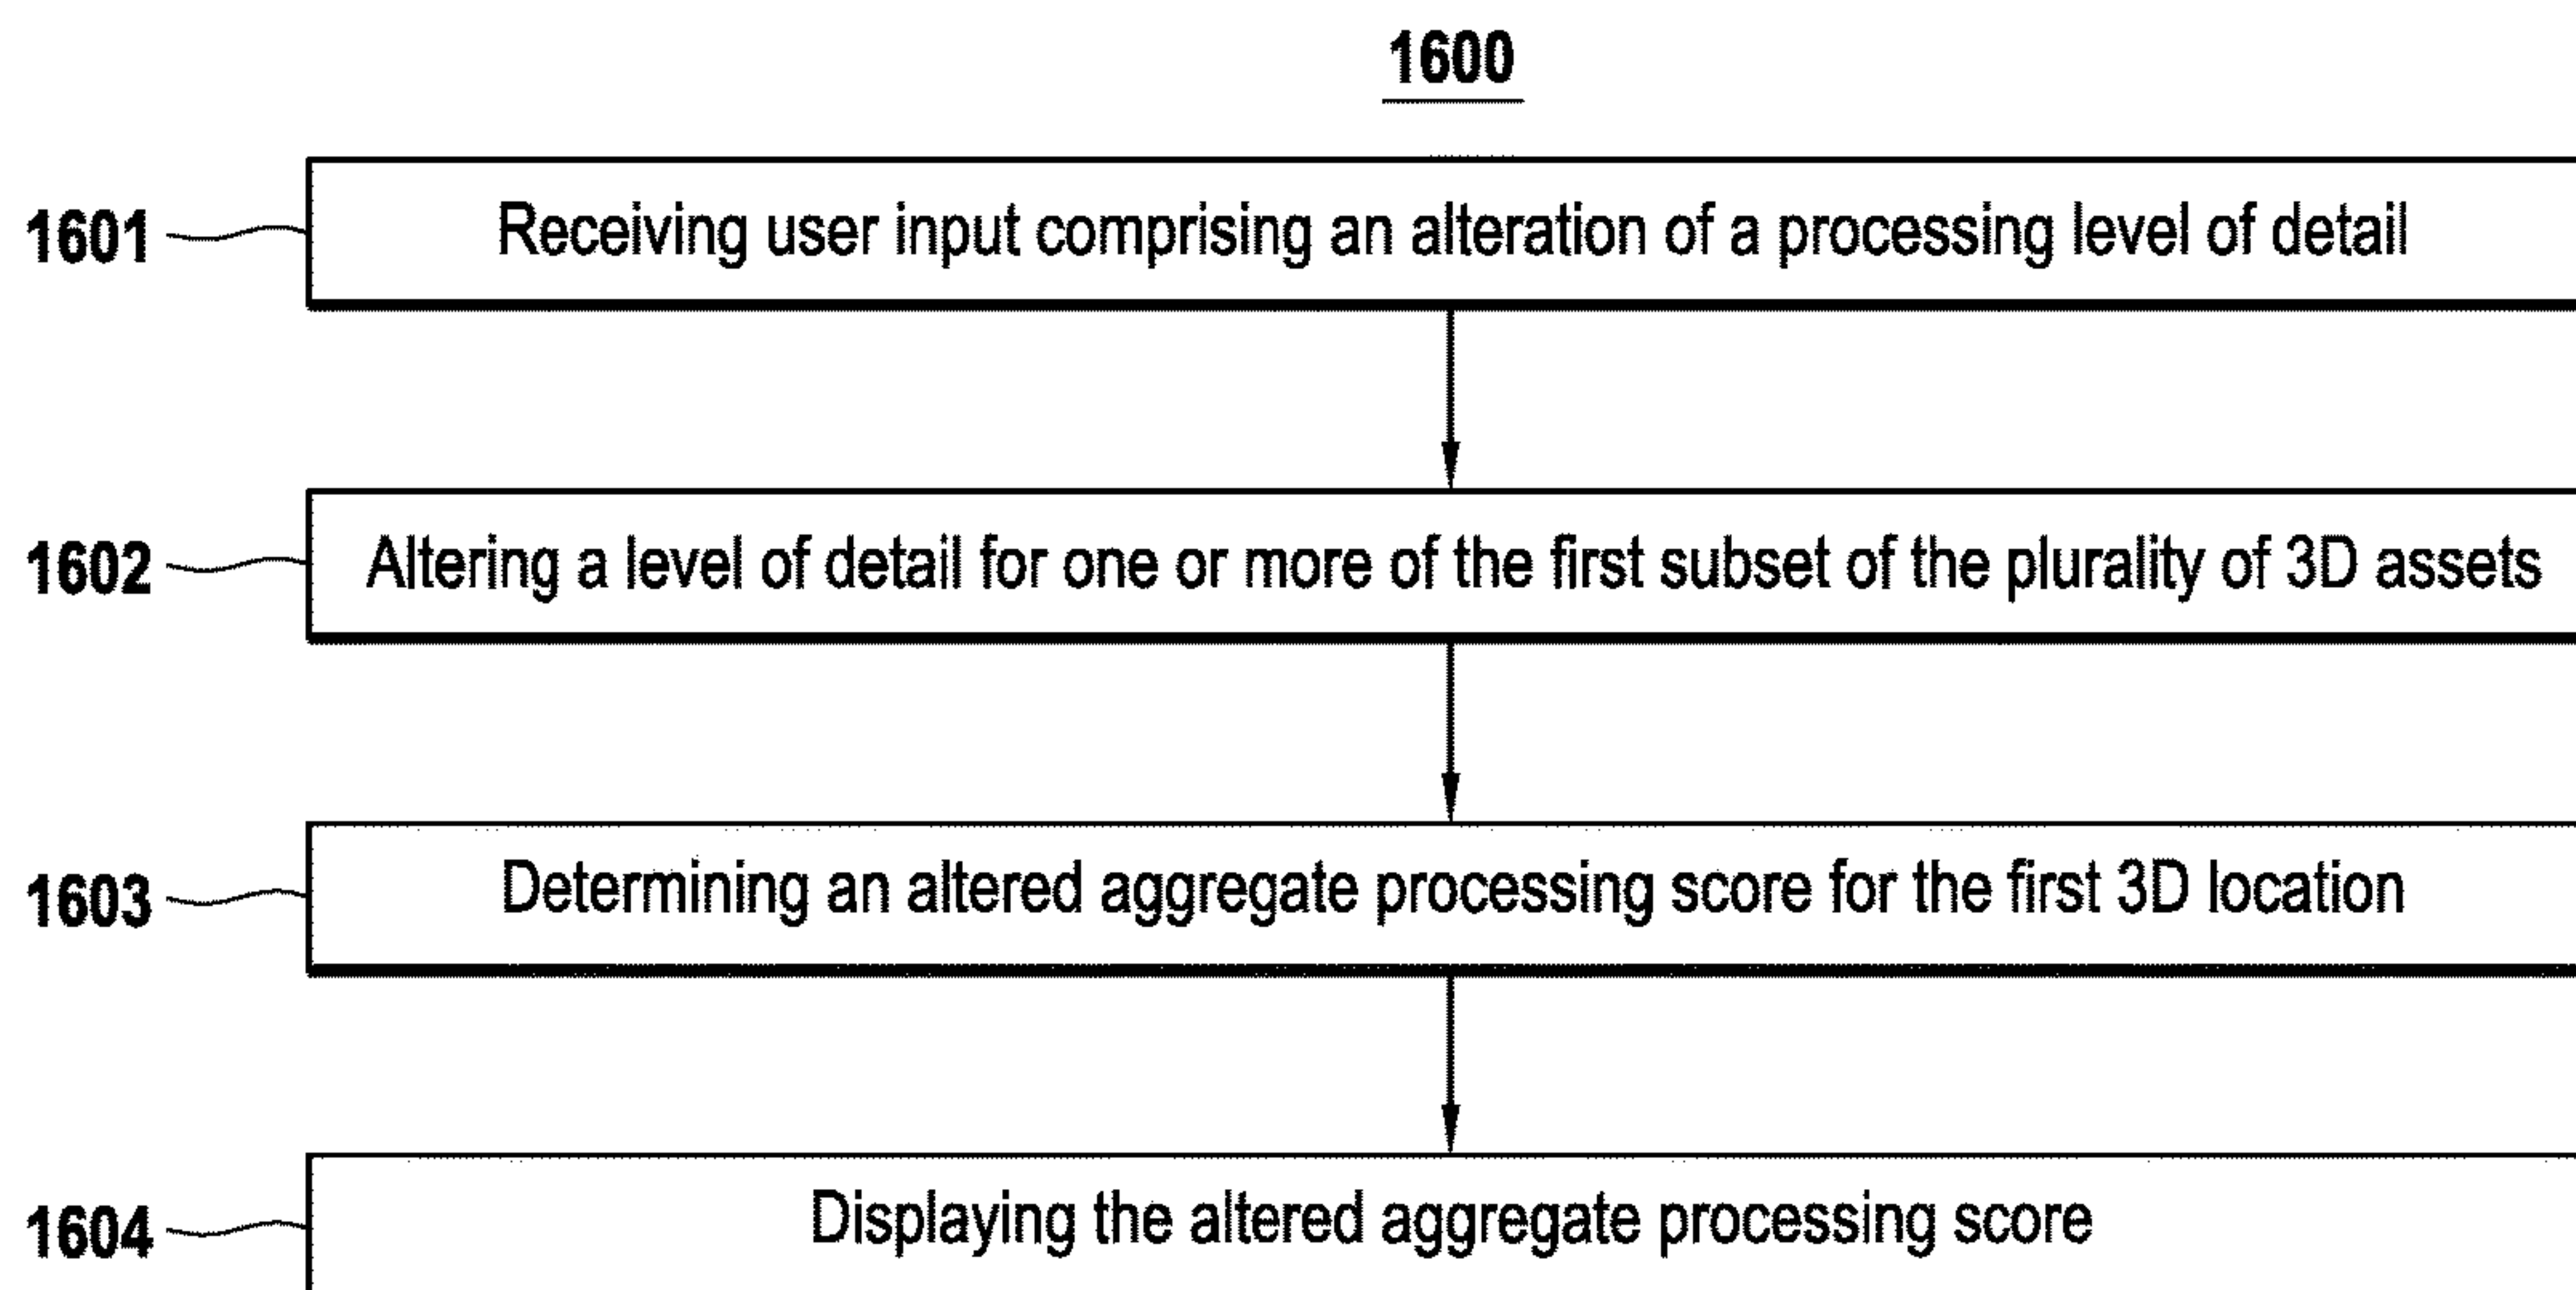 1600
1601 Receiving user input comprising an alteration of a processing level of detail
1602 Altering a level of detail for one or more of the first subset of the plurality of 3D assets
1603 Determining an altered aggregate processing score for the first 3D location
1604 Displaying the altered aggregate processing score